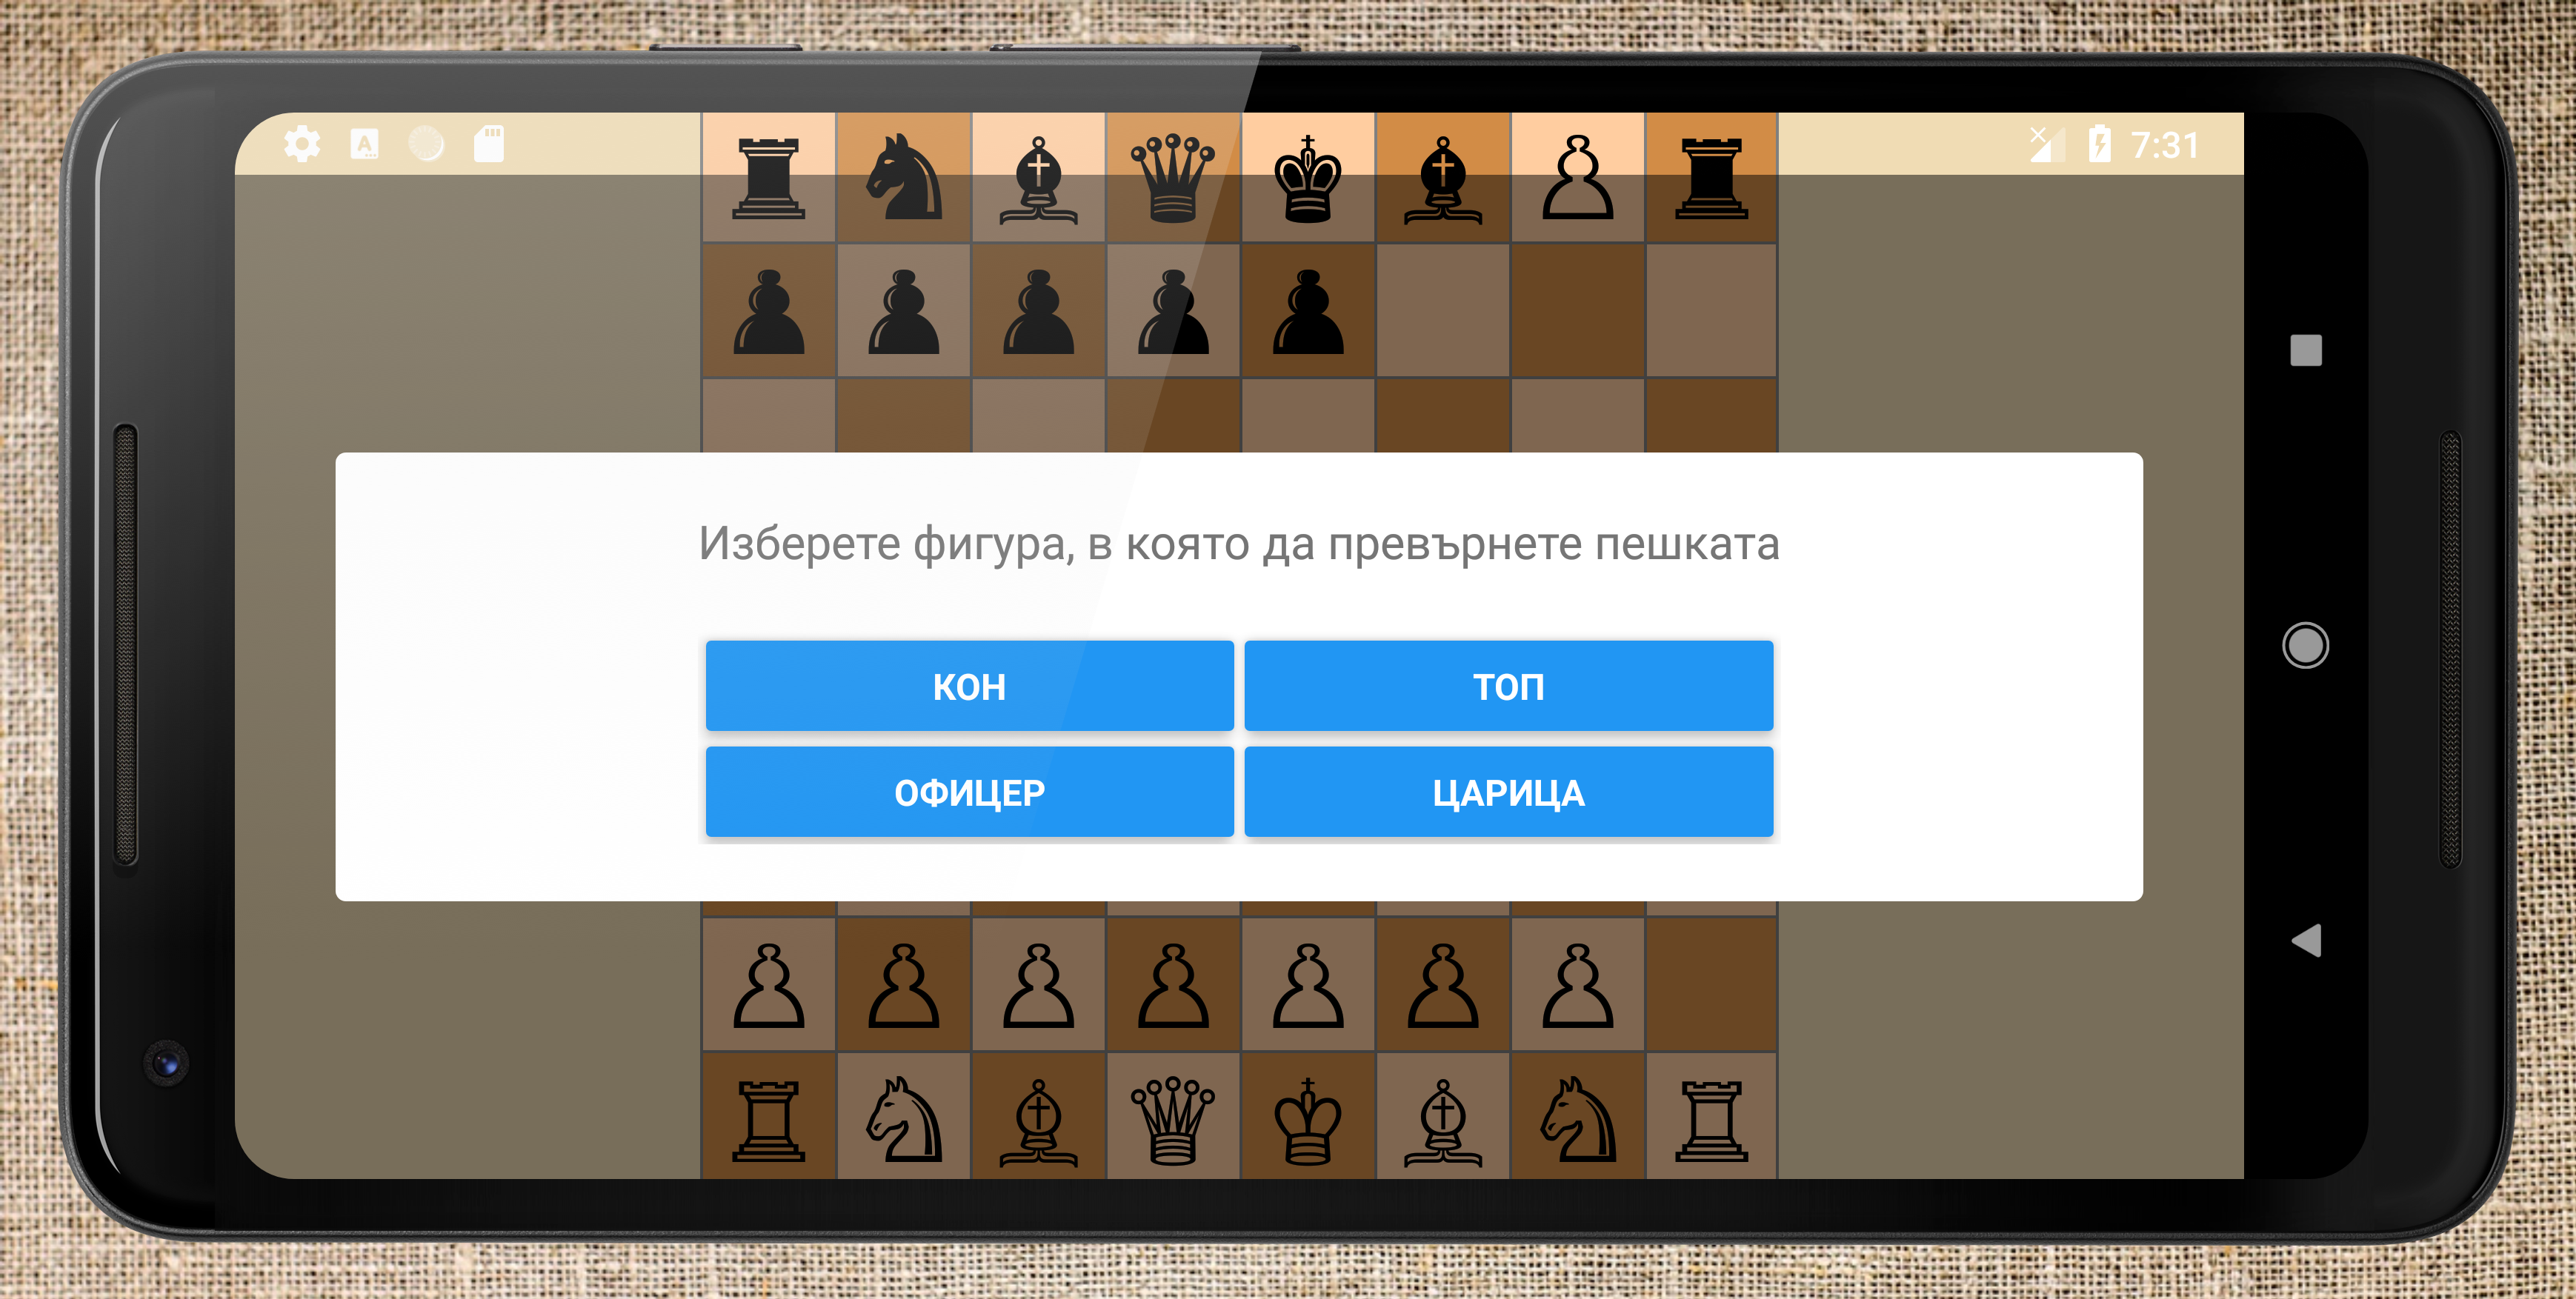 A
7:31
Изберете фигура, в която да превърнете пешката
КОН
ТОП
ОФИЦЕР
ЦАРИЦА